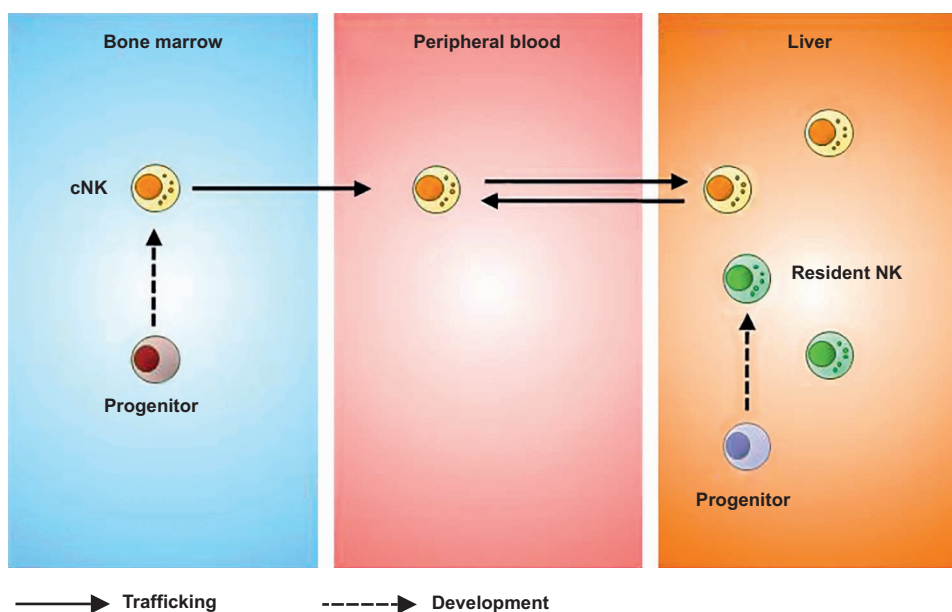 Bone marrow
Peripheral blood
Liver
cNK
Resident NK
Progenitor
Progenitor
Trafficking
Development